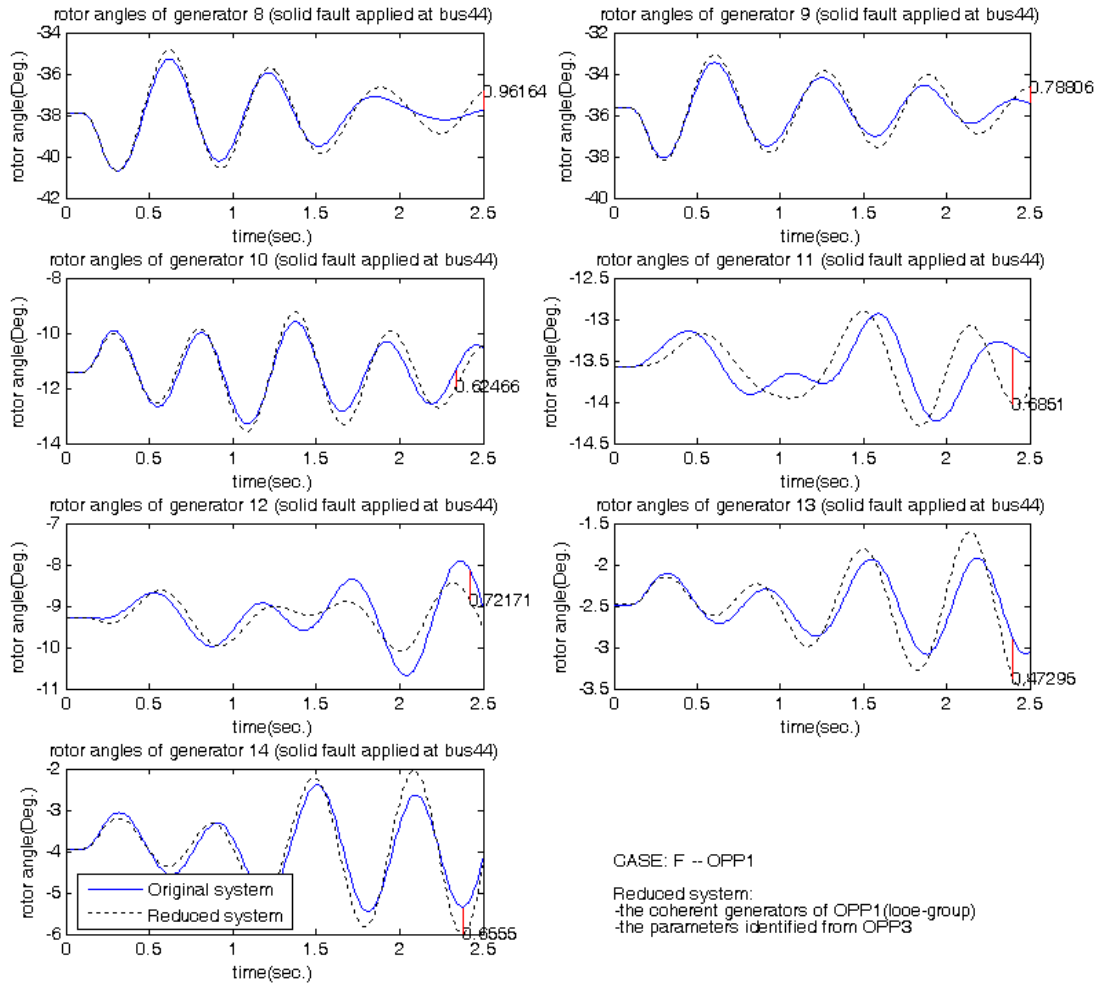 rotor angles of generator 8 (solid fault applied at bus44)
rotor angle(Deg.)
-34
-36
-38
-40
-42
0.96164
0 0.5 1 1.5 2 2.5
time(sec.)
rotor angles of generator 9 (solid fault applied at bus44)
rotor angle(Deg.)
-32
-34
-36
-38
-40
0.78806
0 0.5 1 1.5 2 2.5
time(sec.)
rotor angles of generator 10 (solid fault applied at bus44)
rotor angle(Deg.)
-8
-10
-12
-14
0.62466
0 0.5 1 1.5 2 2.5
time(sec.)
rotor angles of generator 11 (solid fault applied at bus44)
rotor angle(Deg.)
-12.5
-13
-13.5
-14
-14.5
0.6851
0 0.5 1 1.5 2 2.5
time(sec.)
rotor angles of generator 12 (solid fault applied at bus44)
rotor angle(Deg.)
-7
-8
-9
-10
-11
0.72171
0 0.5 1 1.5 2 2.5
time(sec.)
rotor angles of generator 13 (solid fault applied at bus44)
rotor angle(Deg.)
-1.5
-2
-2.5
-3
-3.5
0.47295
0 0.5 1 1.5 2 2.5
time(sec.)
rotor angles of generator 14 (solid fault applied at bus44)
rotor angle(Deg.)
-2
-3
-4
-5
-6
Original system
Reduced system
0.6555
0 0.5 1 1.5 2 2.5
time(sec.)
CASE: F -- OPP1
Reduced system:
-the coherent generators of OPP1(looe-group)
-the parameters identified from OPP3